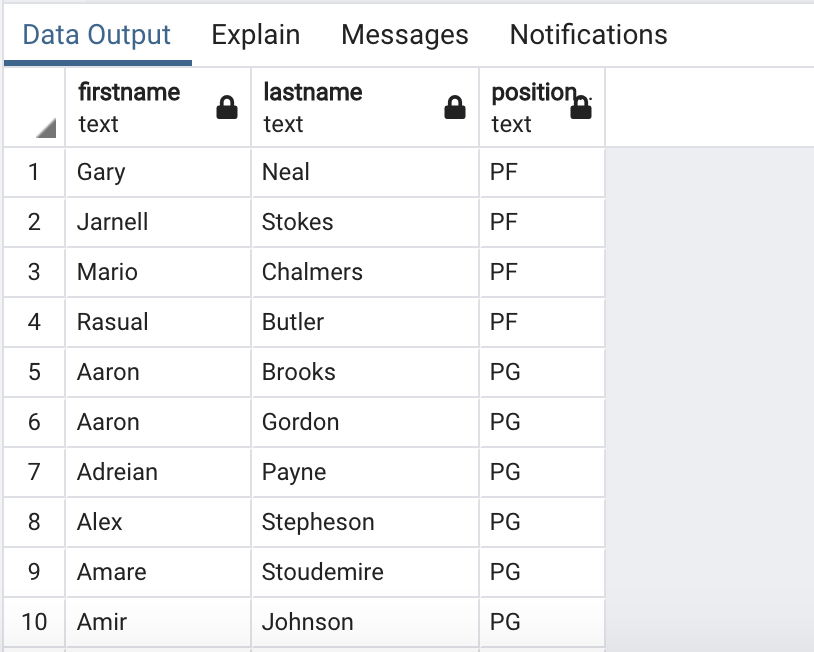 Data Output Explain Messages Notifications
firstname lastname position..
text text text
1 Gary Neal PF
2 Jarnell Stokes PF
3 Mario Chalmers PF
4 Rasual Butler PF
5 Aaron Brooks PG
6 Aaron Gordon PG
7 Adreian Payne PG
8 Alex Stepheson PG
9 Amare Stoudemire PG
10 Amir Johnson PG